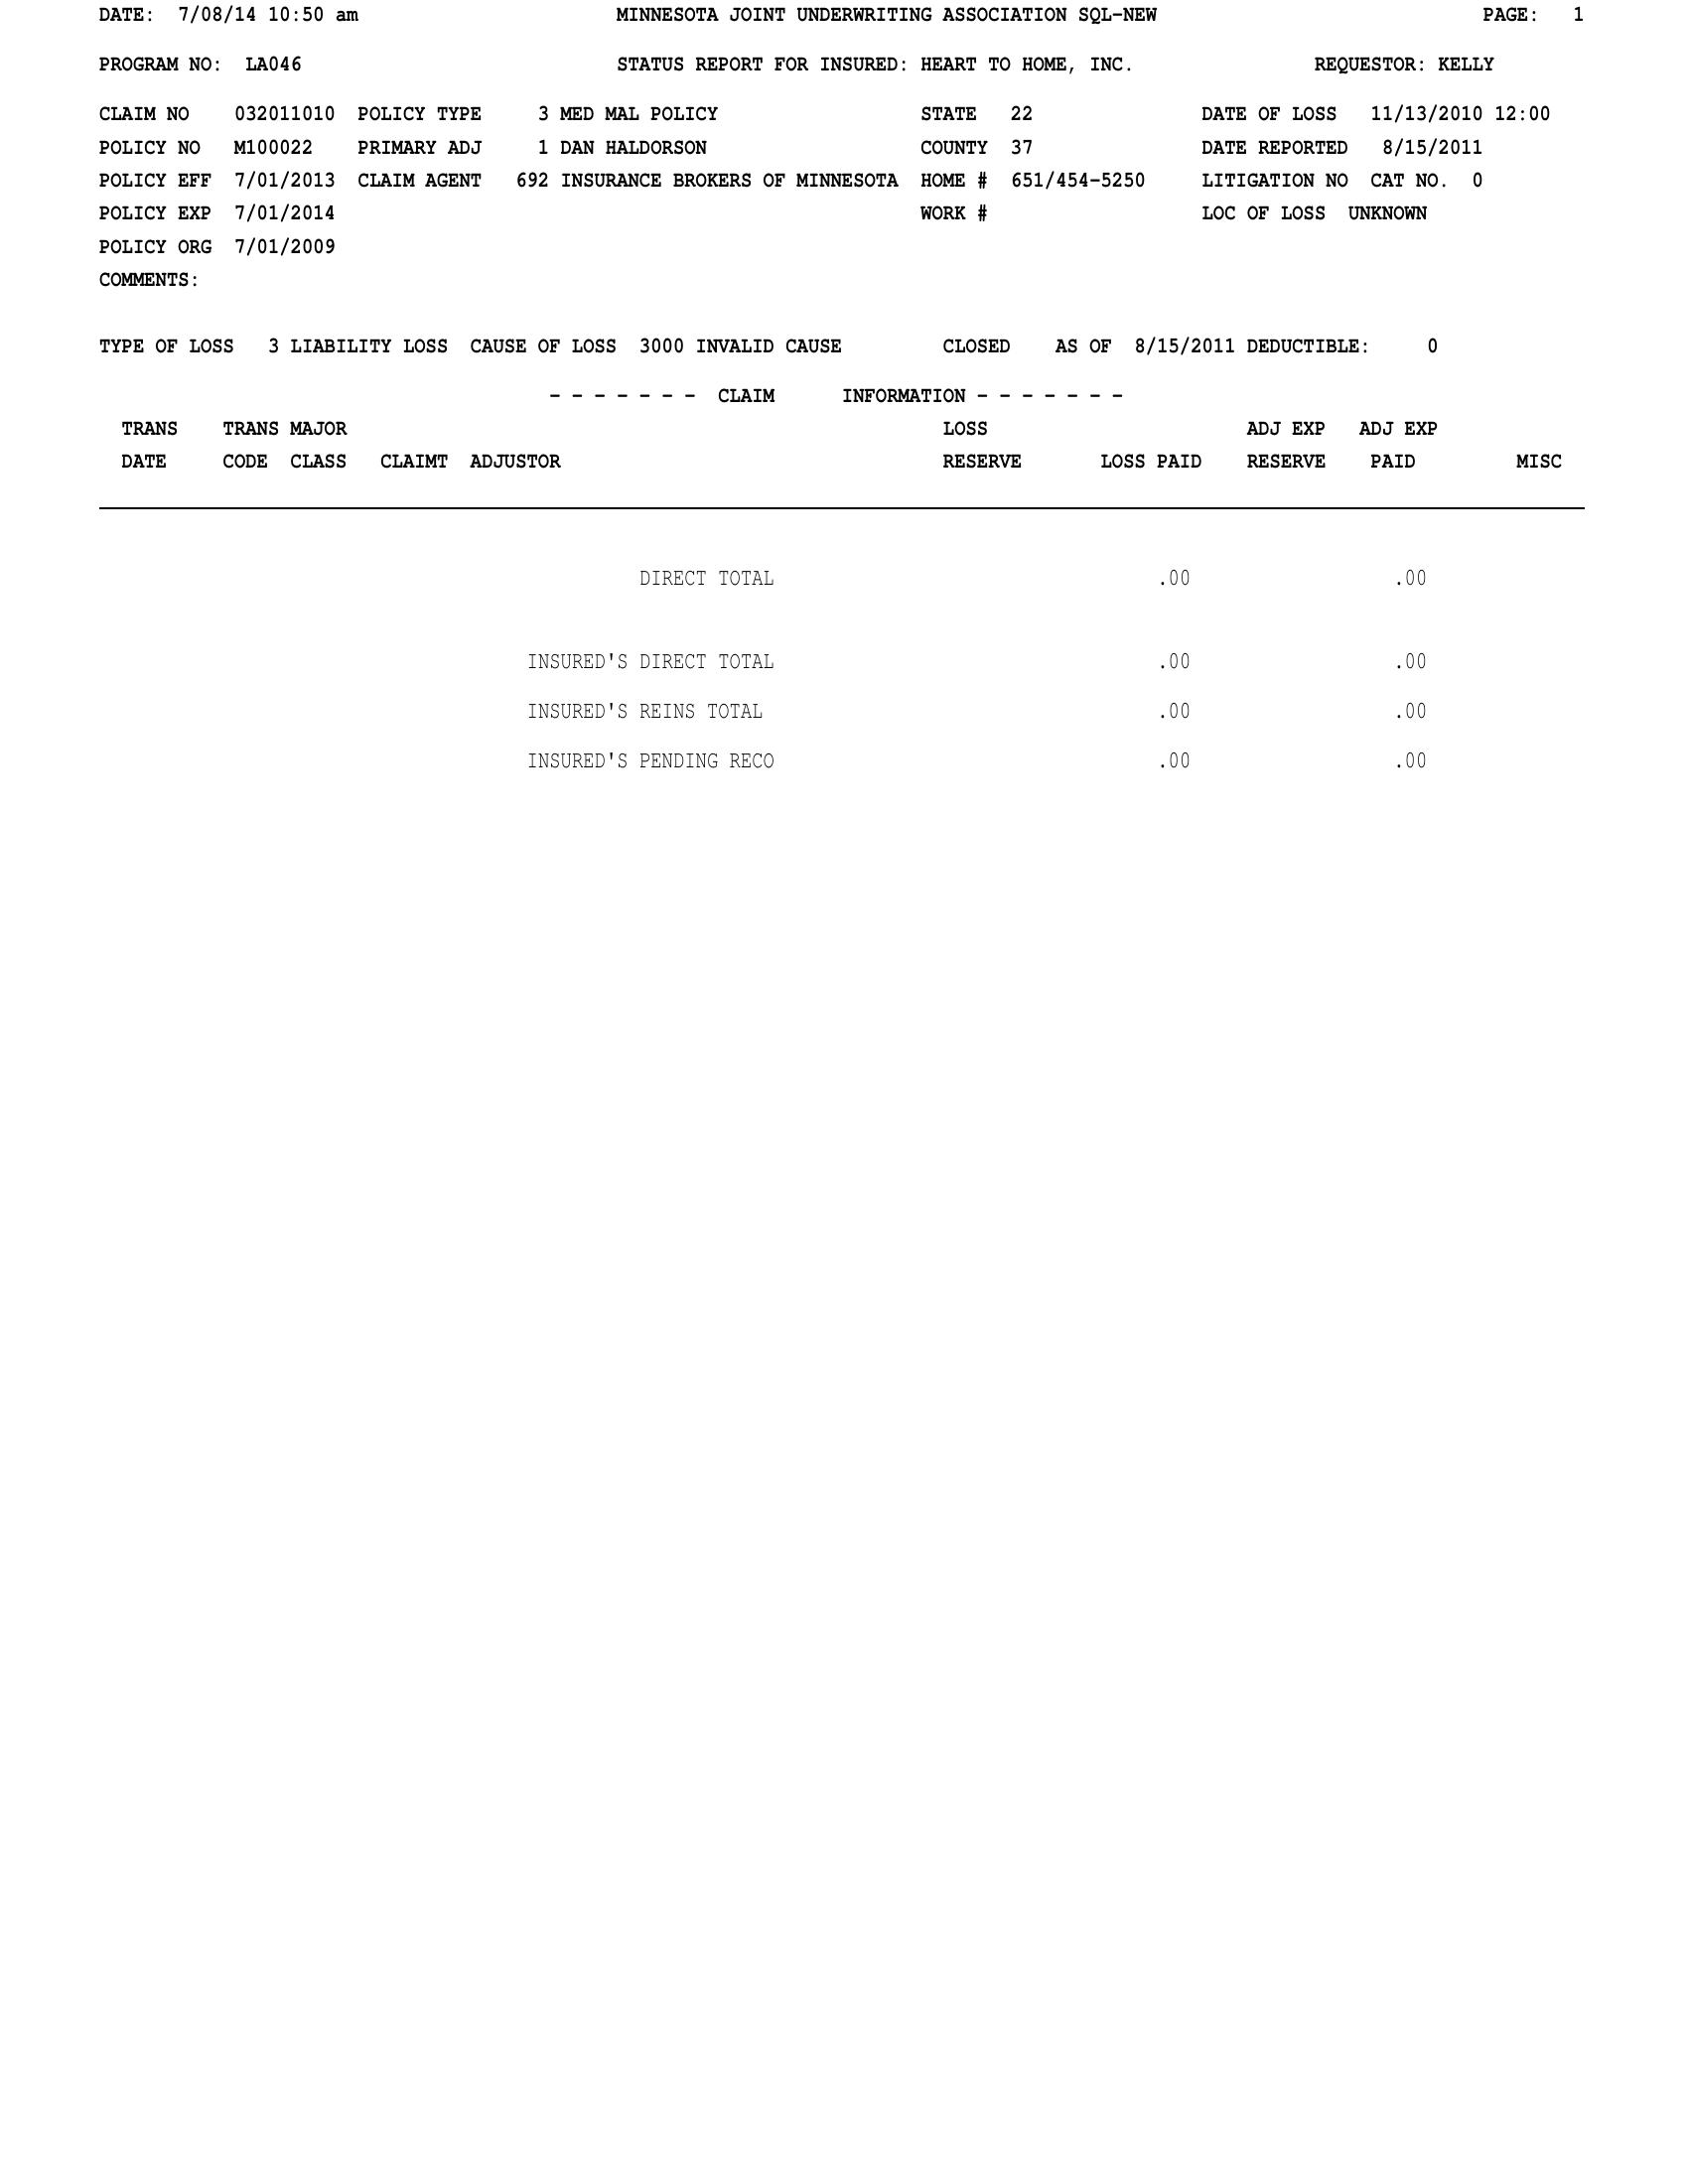 DATE: 7/08/14 10:50 am MINNESOTA JOINT UNDERWRITING ASSOCIATION SQL-NEW PAGE: 1
PROGRAM NO: LA046 STATUS REPORT FOR INSURED: HEART TO HOME, INC. REQUESTOR: KELLY
CLAIM NO 032011010 POLICY TYPE 3 MED MAL POLICY STATE 22 DATE OF LOSS 11/13/2010 12:00
POLICY NO M100022 PRIMARY ADJ 1 DAN HALDORSON COUNTY 37 DATE REPORTED 8/15/2011
POLICY EFF 7/01/2013 CLAIM AGENT 692 INSURANCE BROKERS OF MINNESOTA HOME # 651/454-5250 LITIGATION NO CAT NO. 0
POLICY EXP 7/01/2014 WORK # LOC OF LOSS UNKNOWN
POLICY ORG 7/01/2009
COMMENTS:
TYPE OF LOSS 3 LIABILITY LOSS CAUSE OF LOSS 3000 INVALID CAUSE CLOSED AS OF 8/15/2011 DEDUCTIBLE: 0
- - - - - - - CLAIM INFORMATION - - - - - - -
TRANS TRANS MAJOR LOSS ADJ EXP ADJ EXP
DATE CODE CLASS CLAIMT ADJUSTOR RESERVE LOSS PAID RESERVE PAID MISC
DIRECT TOTAL .00 .00
INSURED'S DIRECT TOTAL .00 .00
INSURED'S REINS TOTAL .00 .00
INSURED'S PENDING RECO .00 .00